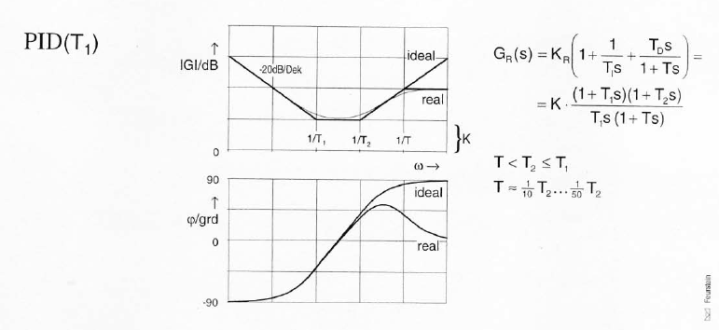 PID(T₁)
↑
|G|/dB
-20dB/Dek
ideal
real
1/T₁ 1/T₂ 1/T
}K
0
ω→
90
↑
φ/grd
0
-90
ideal
real
G_R(s) = K_R(1 + 1/(T_I s) + T_D s/(1 + Ts)) =
= K · (1 + T₁s)(1 + T₂s)/(T₁s (1 + Ts))
T < T₂ ≤ T₁
T ≈ 1/10 T₂ ... 1/50 T₂